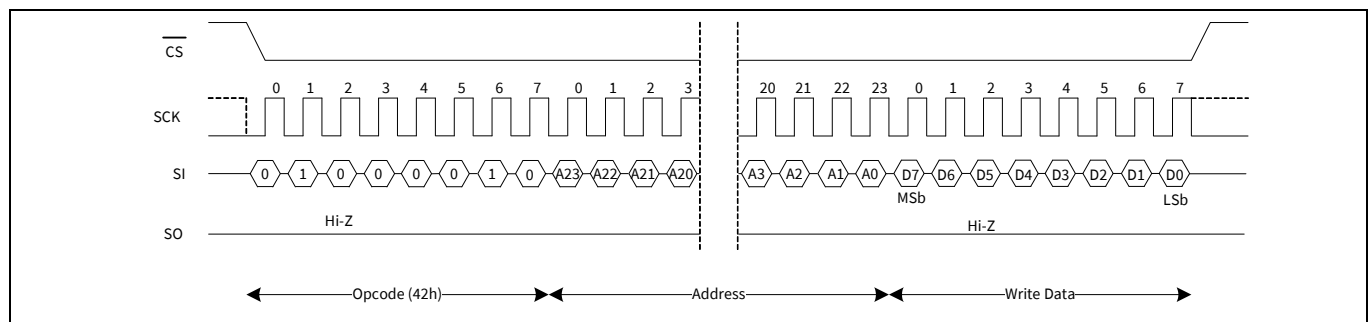 CS
0 1 2 3 4 5 6 7 0 1 2 3 20 21 22 23 0 1 2 3 4 5 6 7
SCK
SI 0 1 0 0 0 0 1 0 A23 A22 A21 A20 A3 A2 A1 A0 D7 D6 D5 D4 D3 D2 D1 D0
MSb LSb
Hi-Z Hi-Z
SO
Opcode (42h) Address Write Data